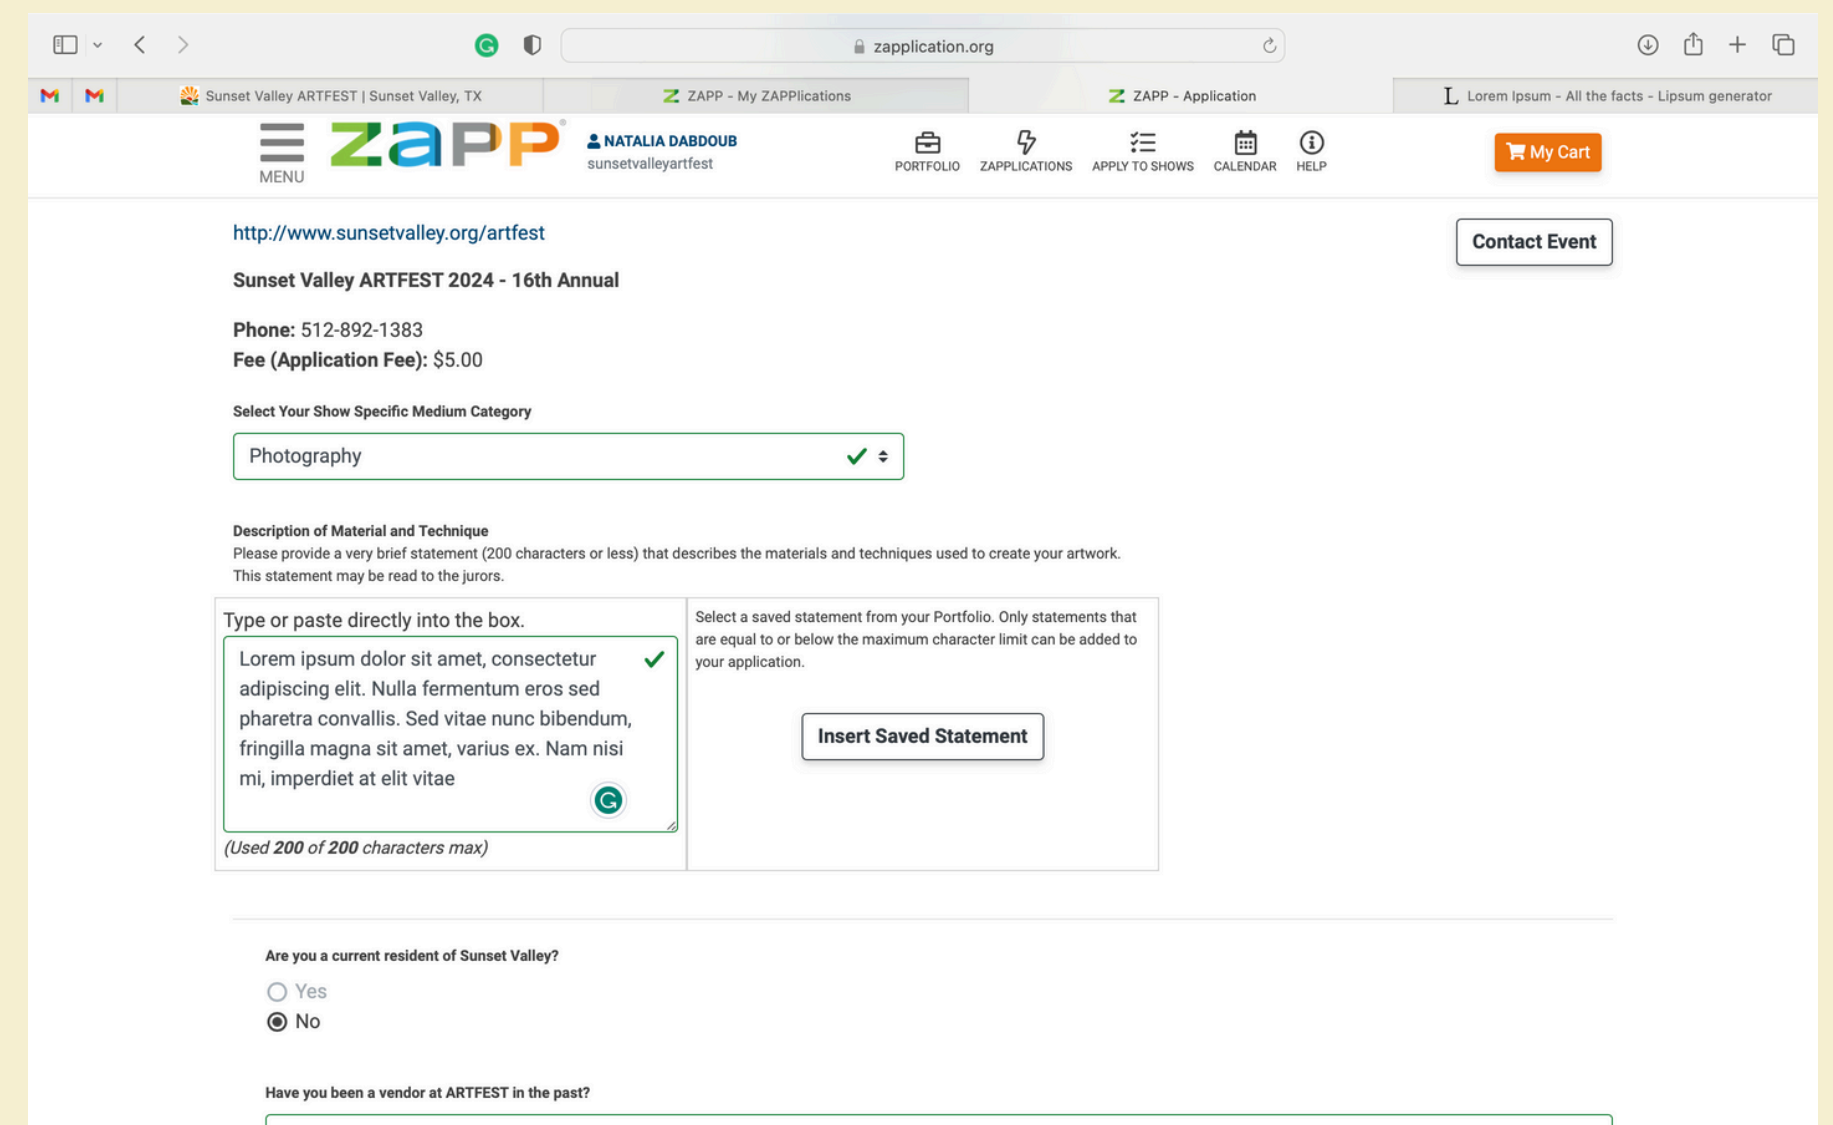 zapplication.org
Sunset Valley ARTFEST | Sunset Valley, TX
ZAPP - My ZAPPlications
ZAPP - Application
L Lorem Ipsum - All the facts - Lipsum generator
MENU
zapp®
NATALIA DABDOUB
sunsetvalleyartfest
PORTFOLIO
ZAPPLICATIONS
APPLY TO SHOWS
CALENDAR
HELP
My Cart
http://www.sunsetvalley.org/artfest
Contact Event
Sunset Valley ARTFEST 2024 - 16th Annual
Phone: 512-892-1383
Fee (Application Fee): $5.00
Select Your Show Specific Medium Category
Photography
Description of Material and Technique
Please provide a very brief statement (200 characters or less) that describes the materials and techniques used to create your artwork.
This statement may be read to the jurors.
Type or paste directly into the box.
Lorem ipsum dolor sit amet, consectetur
adipiscing elit. Nulla fermentum eros sed
pharetra convallis. Sed vitae nunc bibendum,
fringilla magna sit amet, varius ex. Nam nisi
mi, imperdiet at elit vitae
(Used 200 of 200 characters max)
Select a saved statement from your Portfolio. Only statements that
are equal to or below the maximum character limit can be added to
your application.
Insert Saved Statement
Are you a current resident of Sunset Valley?
Yes
No
Have you been a vendor at ARTFEST in the past?